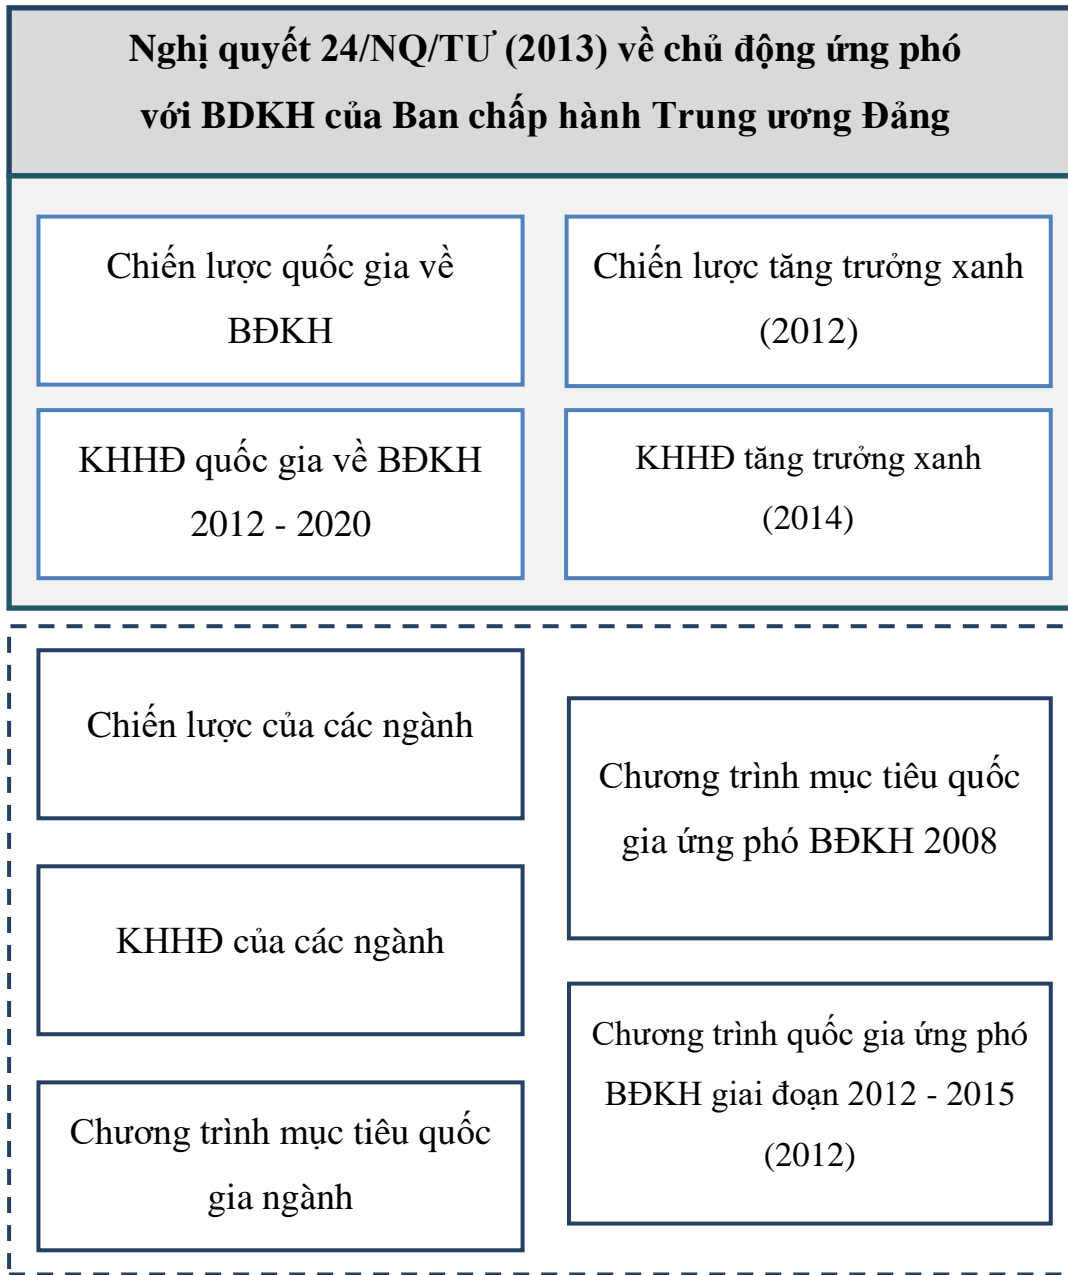 Nghị quyết 24/NQ/TƯ (2013) về chủ động ứng phó
với BDKH của Ban chấp hành Trung ương Đảng
Chiến lược quốc gia về
BĐKH
Chiến lược tăng trưởng xanh
(2012)
KHHĐ quốc gia về BĐKH
2012 - 2020
KHHĐ tăng trưởng xanh
(2014)
Chiến lược của các ngành
KHHĐ của các ngành
Chương trình mục tiêu quốc
gia ngành
Chương trình mục tiêu quốc
gia ứng phó BĐKH 2008
Chương trình quốc gia ứng phó
BĐKH giai đoạn 2012 - 2015
(2012)